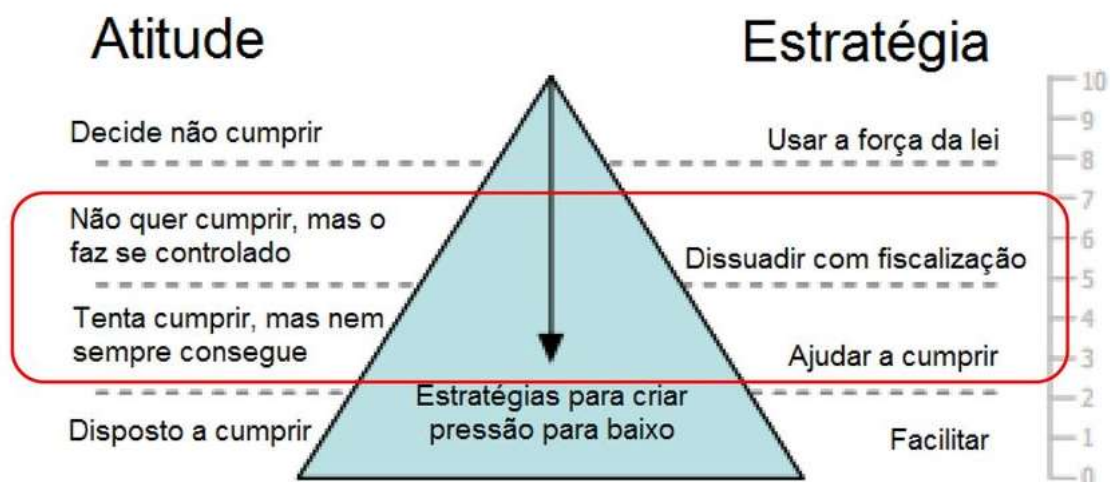 Atitude
Estratégia
Decide não cumprir
Usar a força da lei
Não quer cumprir, mas o
faz se controlado
Dissuadir com fiscalização
Tenta cumprir, mas nem
sempre consegue
Ajudar a cumprir
Disposto a cumprir
Estratégias para criar
pressão para baixo
Facilitar
10
9
8
7
6
5
4
3
2
1
0